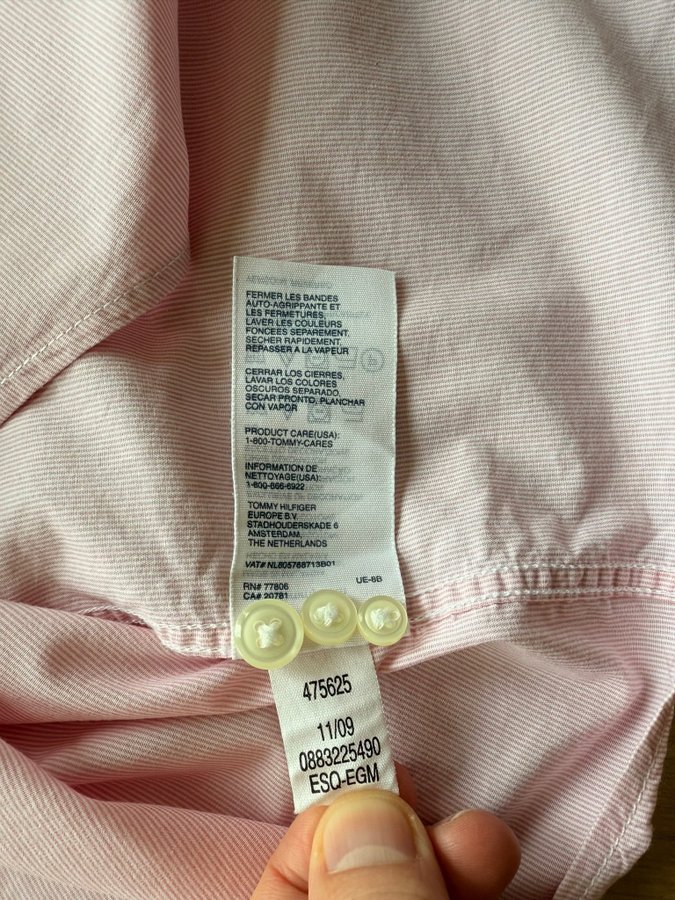 FERMER LES BANDES
AUTO-AGRIPPANTE ET
LES FERMETURES,
LAVER LES COULEURS
FONCEES SEPAREMENT,
SECHER RAPIDEMENT,
REPASSER A LA VAPEUR
CERRAR LOS CIERRES,
LAVAR LOS COLORES
OSCUROS SEPARADO,
SECAR PRONTO, PLANCHAR
CON VAPOR
PRODUCT CARE(USA):
1-800-TOMMY-CARES
INFORMATION DE
NETTOYAGE(USA):
1-800-866-6922
TOMMY HILFIGER
EUROPE B.V.
STADHOUDERSKADE 6
AMSTERDAM,
THE NETHERLANDS
VAT# NL805768713B01
RN# 77806 UE-8B
CA# 20781
475625
11/09
0883225490
ESQ-EGM